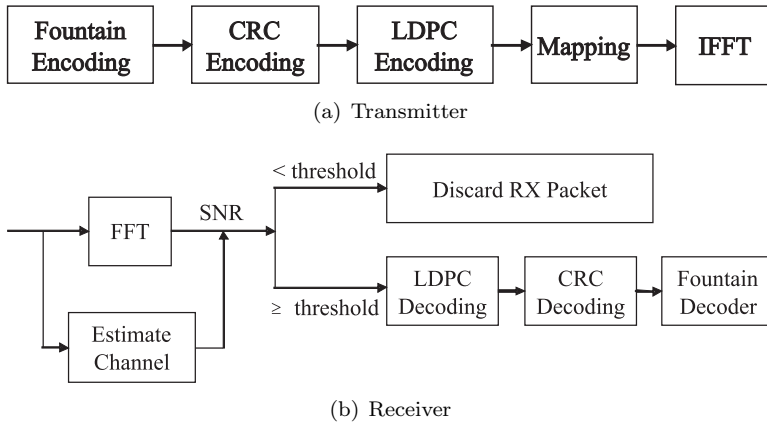 Fountain
Encoding
CRC
Encoding
LDPC
Encoding
Mapping
IFFT
(a) Transmitter
< threshold
Discard RX Packet
SNR
FFT
LDPC
Decoding
CRC
Decoding
Fountain
Decoder
≥ threshold
Estimate
Channel
(b) Receiver